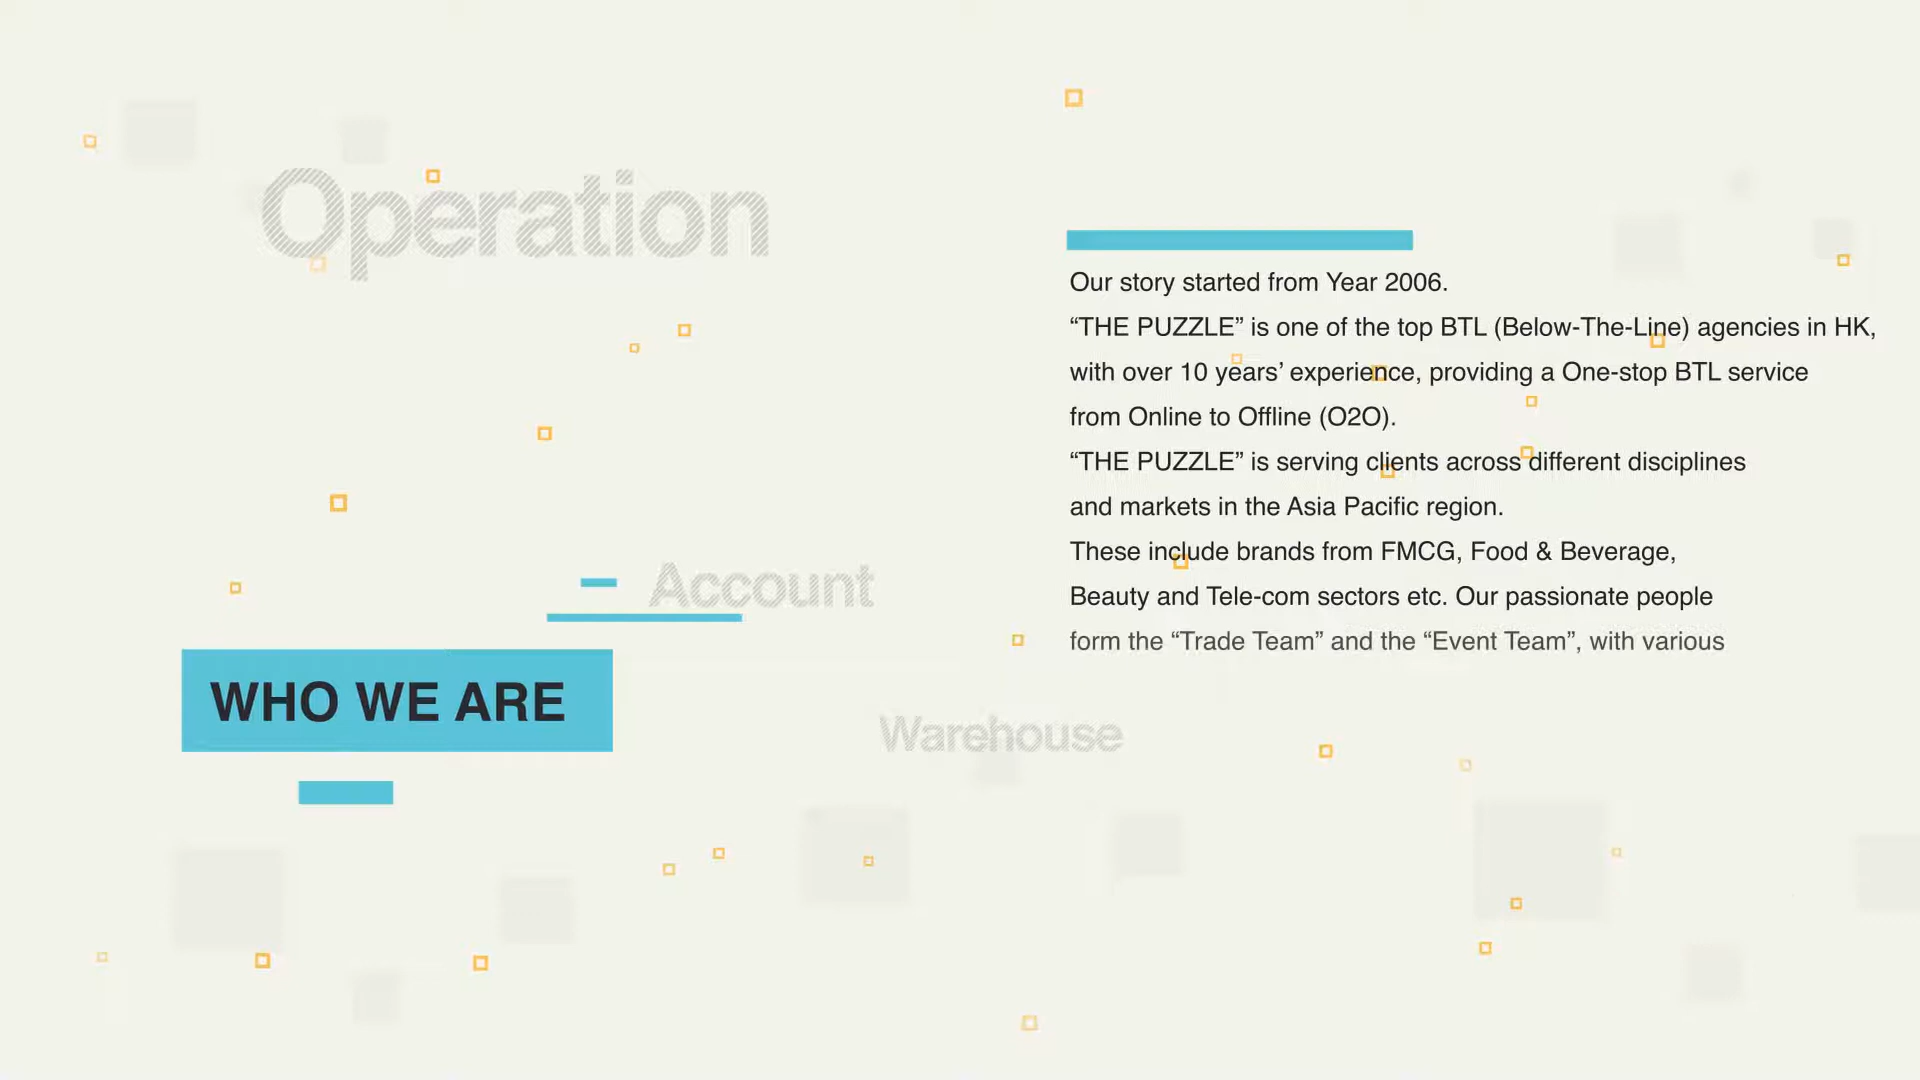 Operation
Account
WHO WE ARE
Warehouse
Our story started from Year 2006.
“THE PUZZLE” is one of the top BTL (Below-The-Line) agencies in HK,
with over 10 years’ experience, providing a One-stop BTL service
from Online to Offline (O2O).
“THE PUZZLE” is serving clients across different disciplines
and markets in the Asia Pacific region.
These include brands from FMCG, Food & Beverage,
Beauty and Tele-com sectors etc. Our passionate people
form the “Trade Team” and the “Event Team”, with various